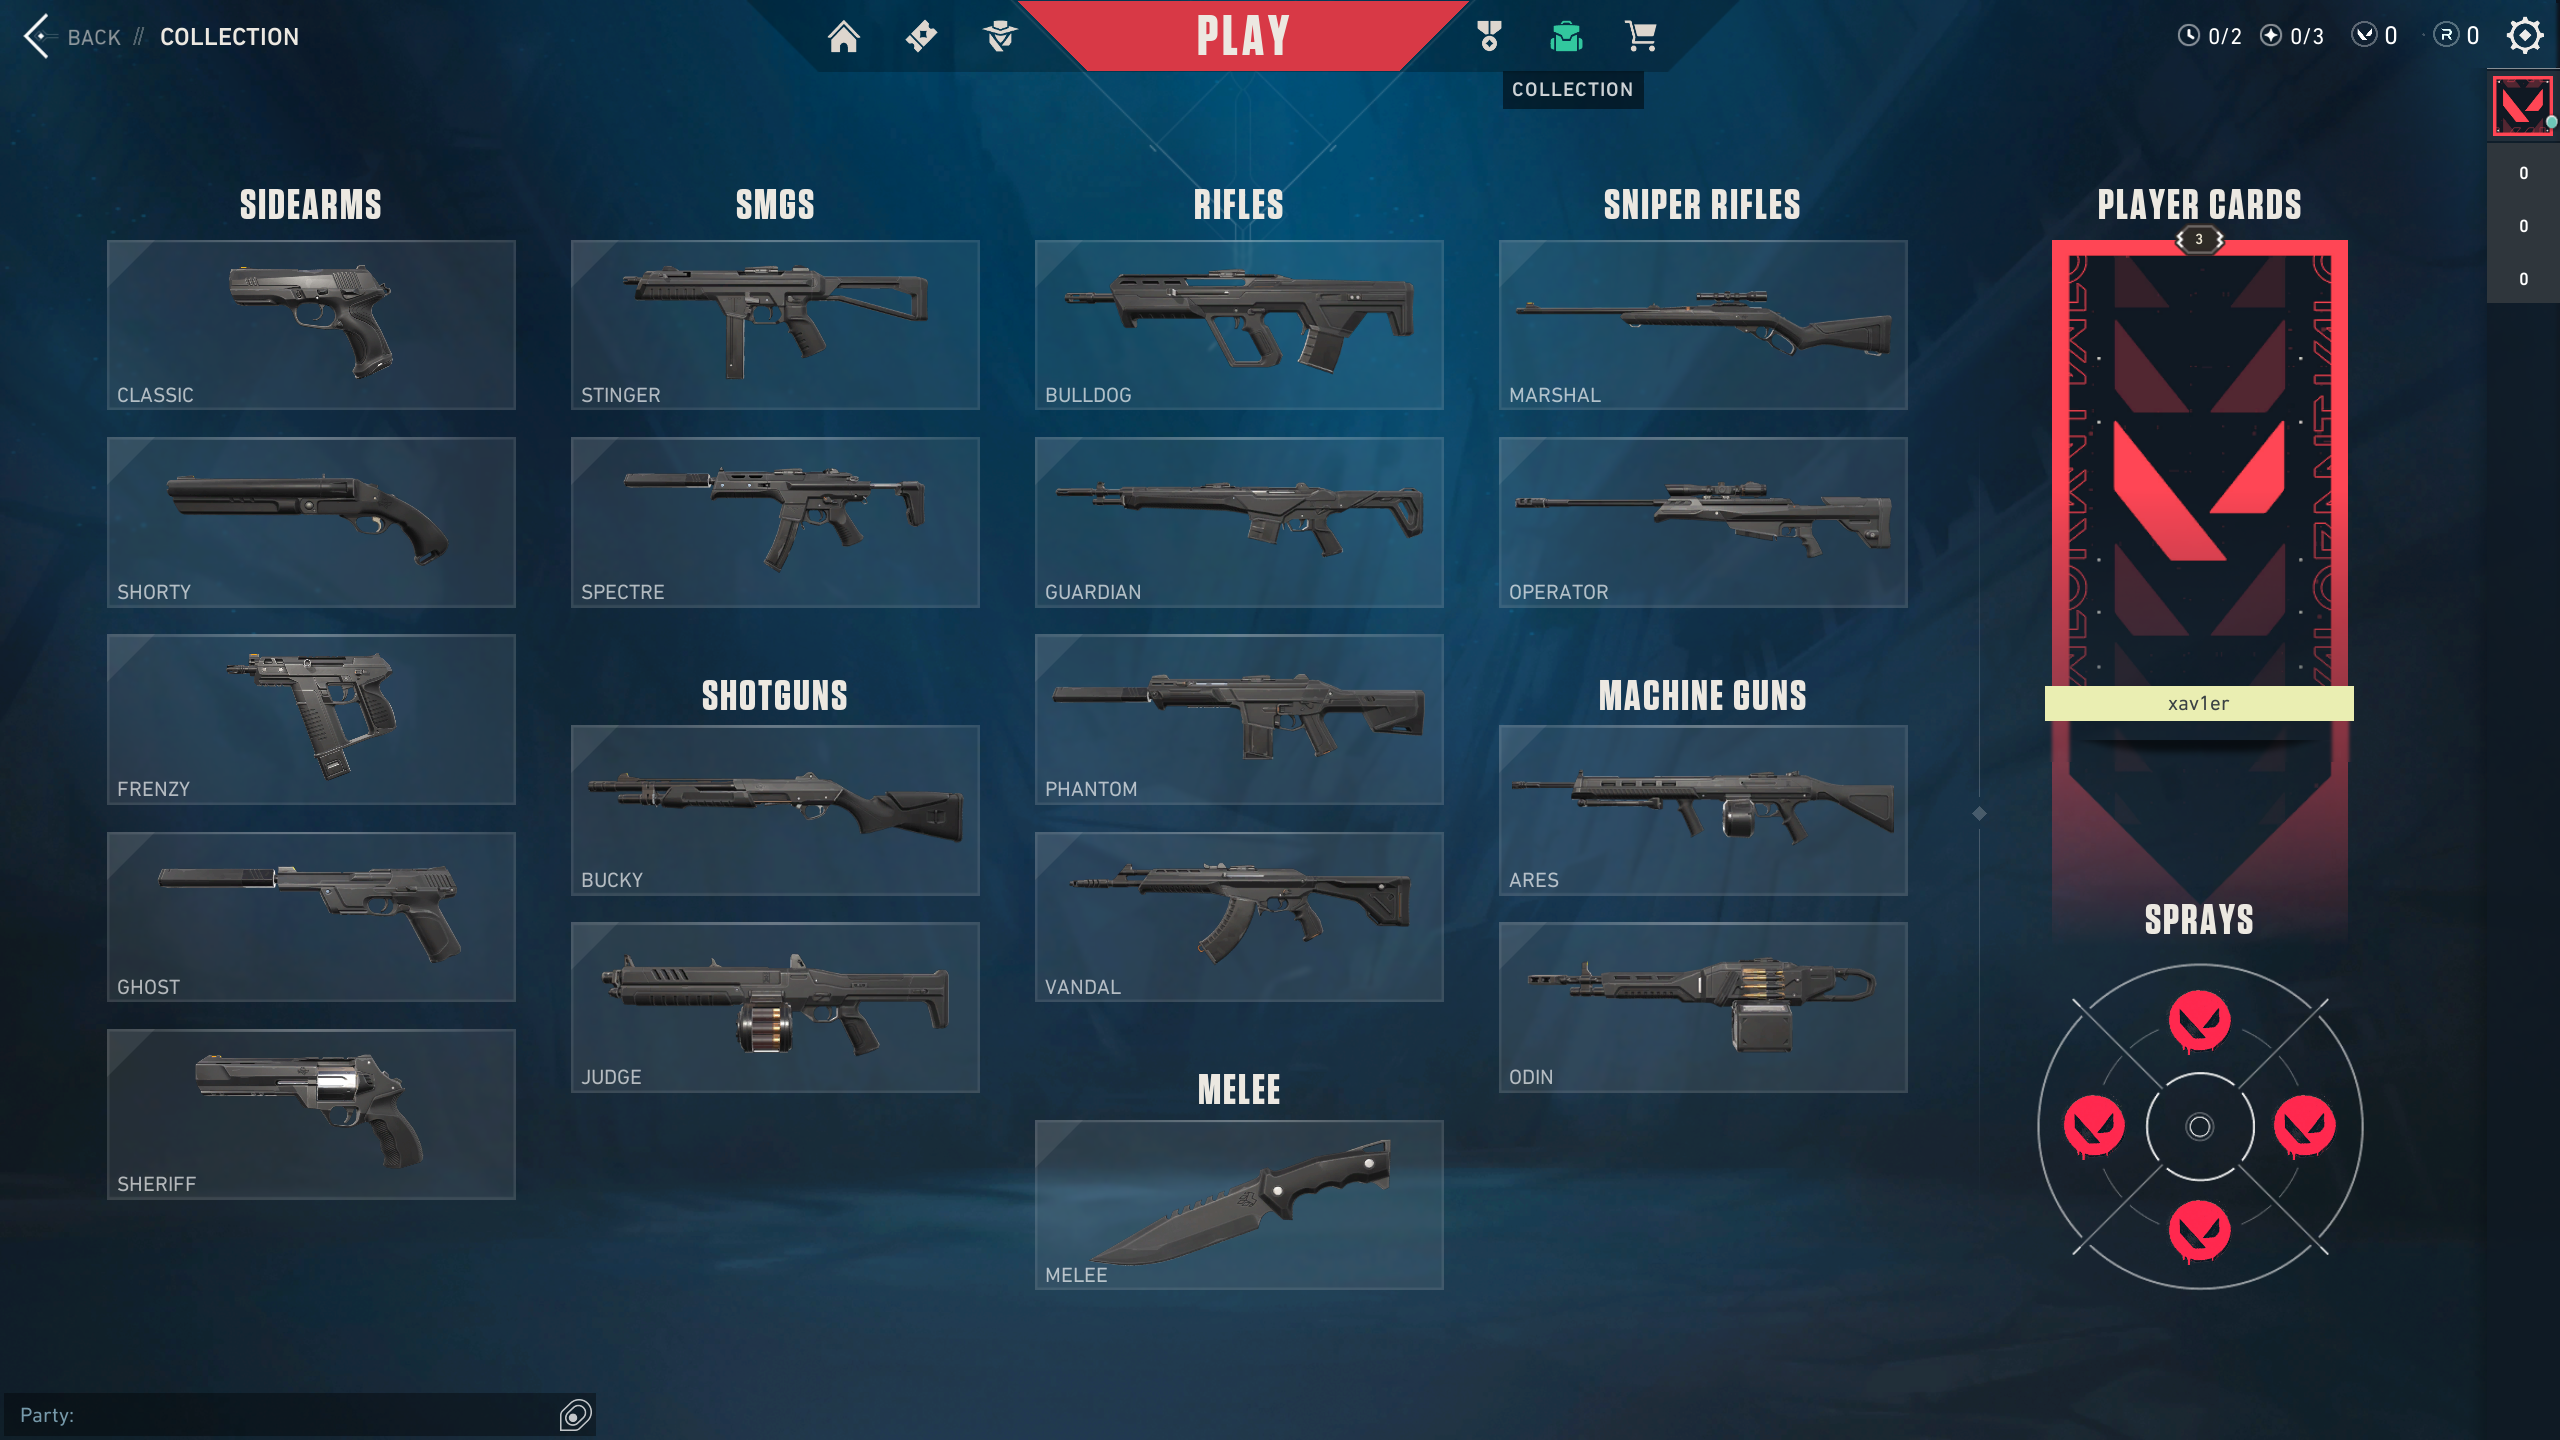 BACK // COLLECTION
PLAY
0/2 0/3 0 R 0
COLLECTION
0
0
0
SIDEARMS
CLASSIC
SHORTY
FRENZY
GHOST
SHERIFF
SMGS
STINGER
SPECTRE
SHOTGUNS
BUCKY
JUDGE
RIFLES
BULLDOG
GUARDIAN
PHANTOM
VANDAL
MELEE
MELEE
SNIPER RIFLES
MARSHAL
OPERATOR
MACHINE GUNS
ARES
ODIN
PLAYER CARDS
3
xav1er
SPRAYS
Party: